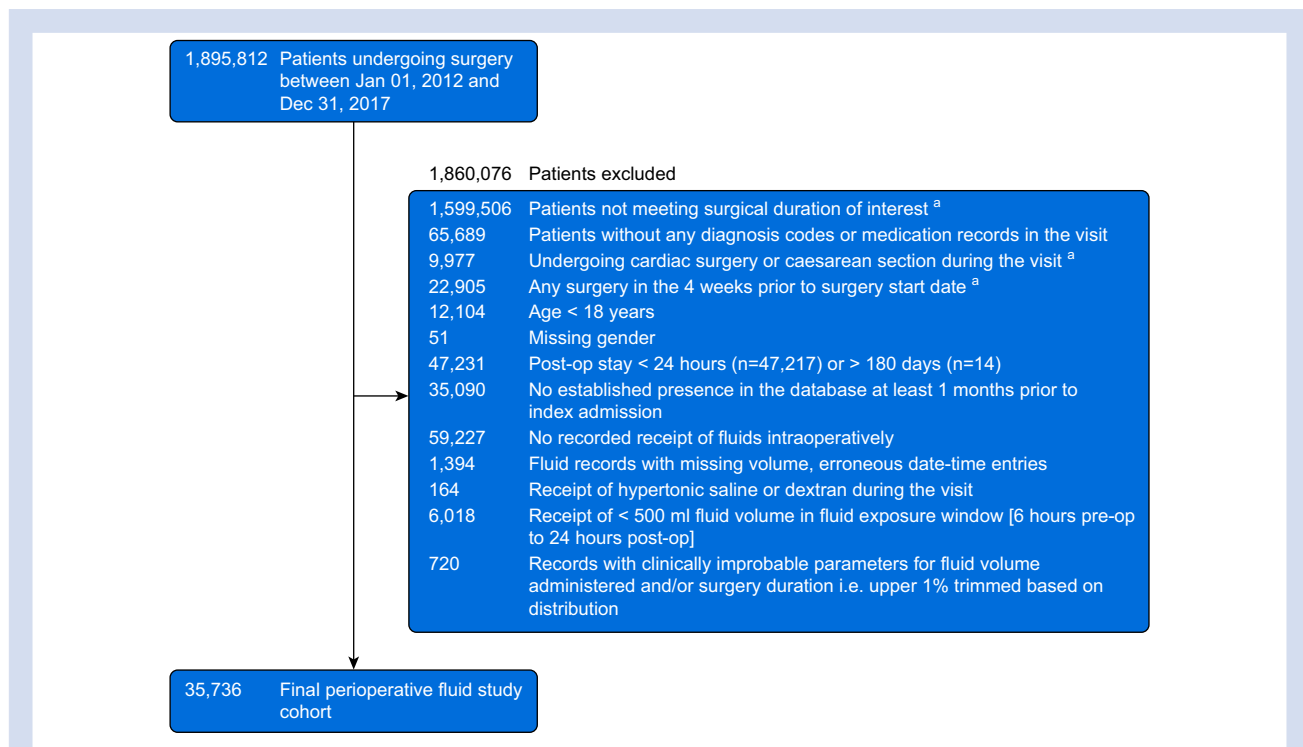 1,895,812 Patients undergoing surgery
between Jan 01, 2012 and
Dec 31, 2017
1,860,076 Patients excluded
1,599,506 Patients not meeting surgical duration of interest a
65,689 Patients without any diagnosis codes or medication records in the visit
9,977 Undergoing cardiac surgery or caesarean section during the visit a
22,905 Any surgery in the 4 weeks prior to surgery start date a
12,104 Age < 18 years
51 Missing gender
47,231 Post-op stay < 24 hours (n=47,217) or > 180 days (n=14)
35,090 No established presence in the database at least 1 months prior to
index admission
59,227 No recorded receipt of fluids intraoperatively
1,394 Fluid records with missing volume, erroneous date-time entries
164 Receipt of hypertonic saline or dextran during the visit
6,018 Receipt of < 500 ml fluid volume in fluid exposure window [6 hours pre-op
to 24 hours post-op]
720 Records with clinically improbable parameters for fluid volume
administered and/or surgery duration i.e. upper 1% trimmed based on
distribution
35,736 Final perioperative fluid study
cohort